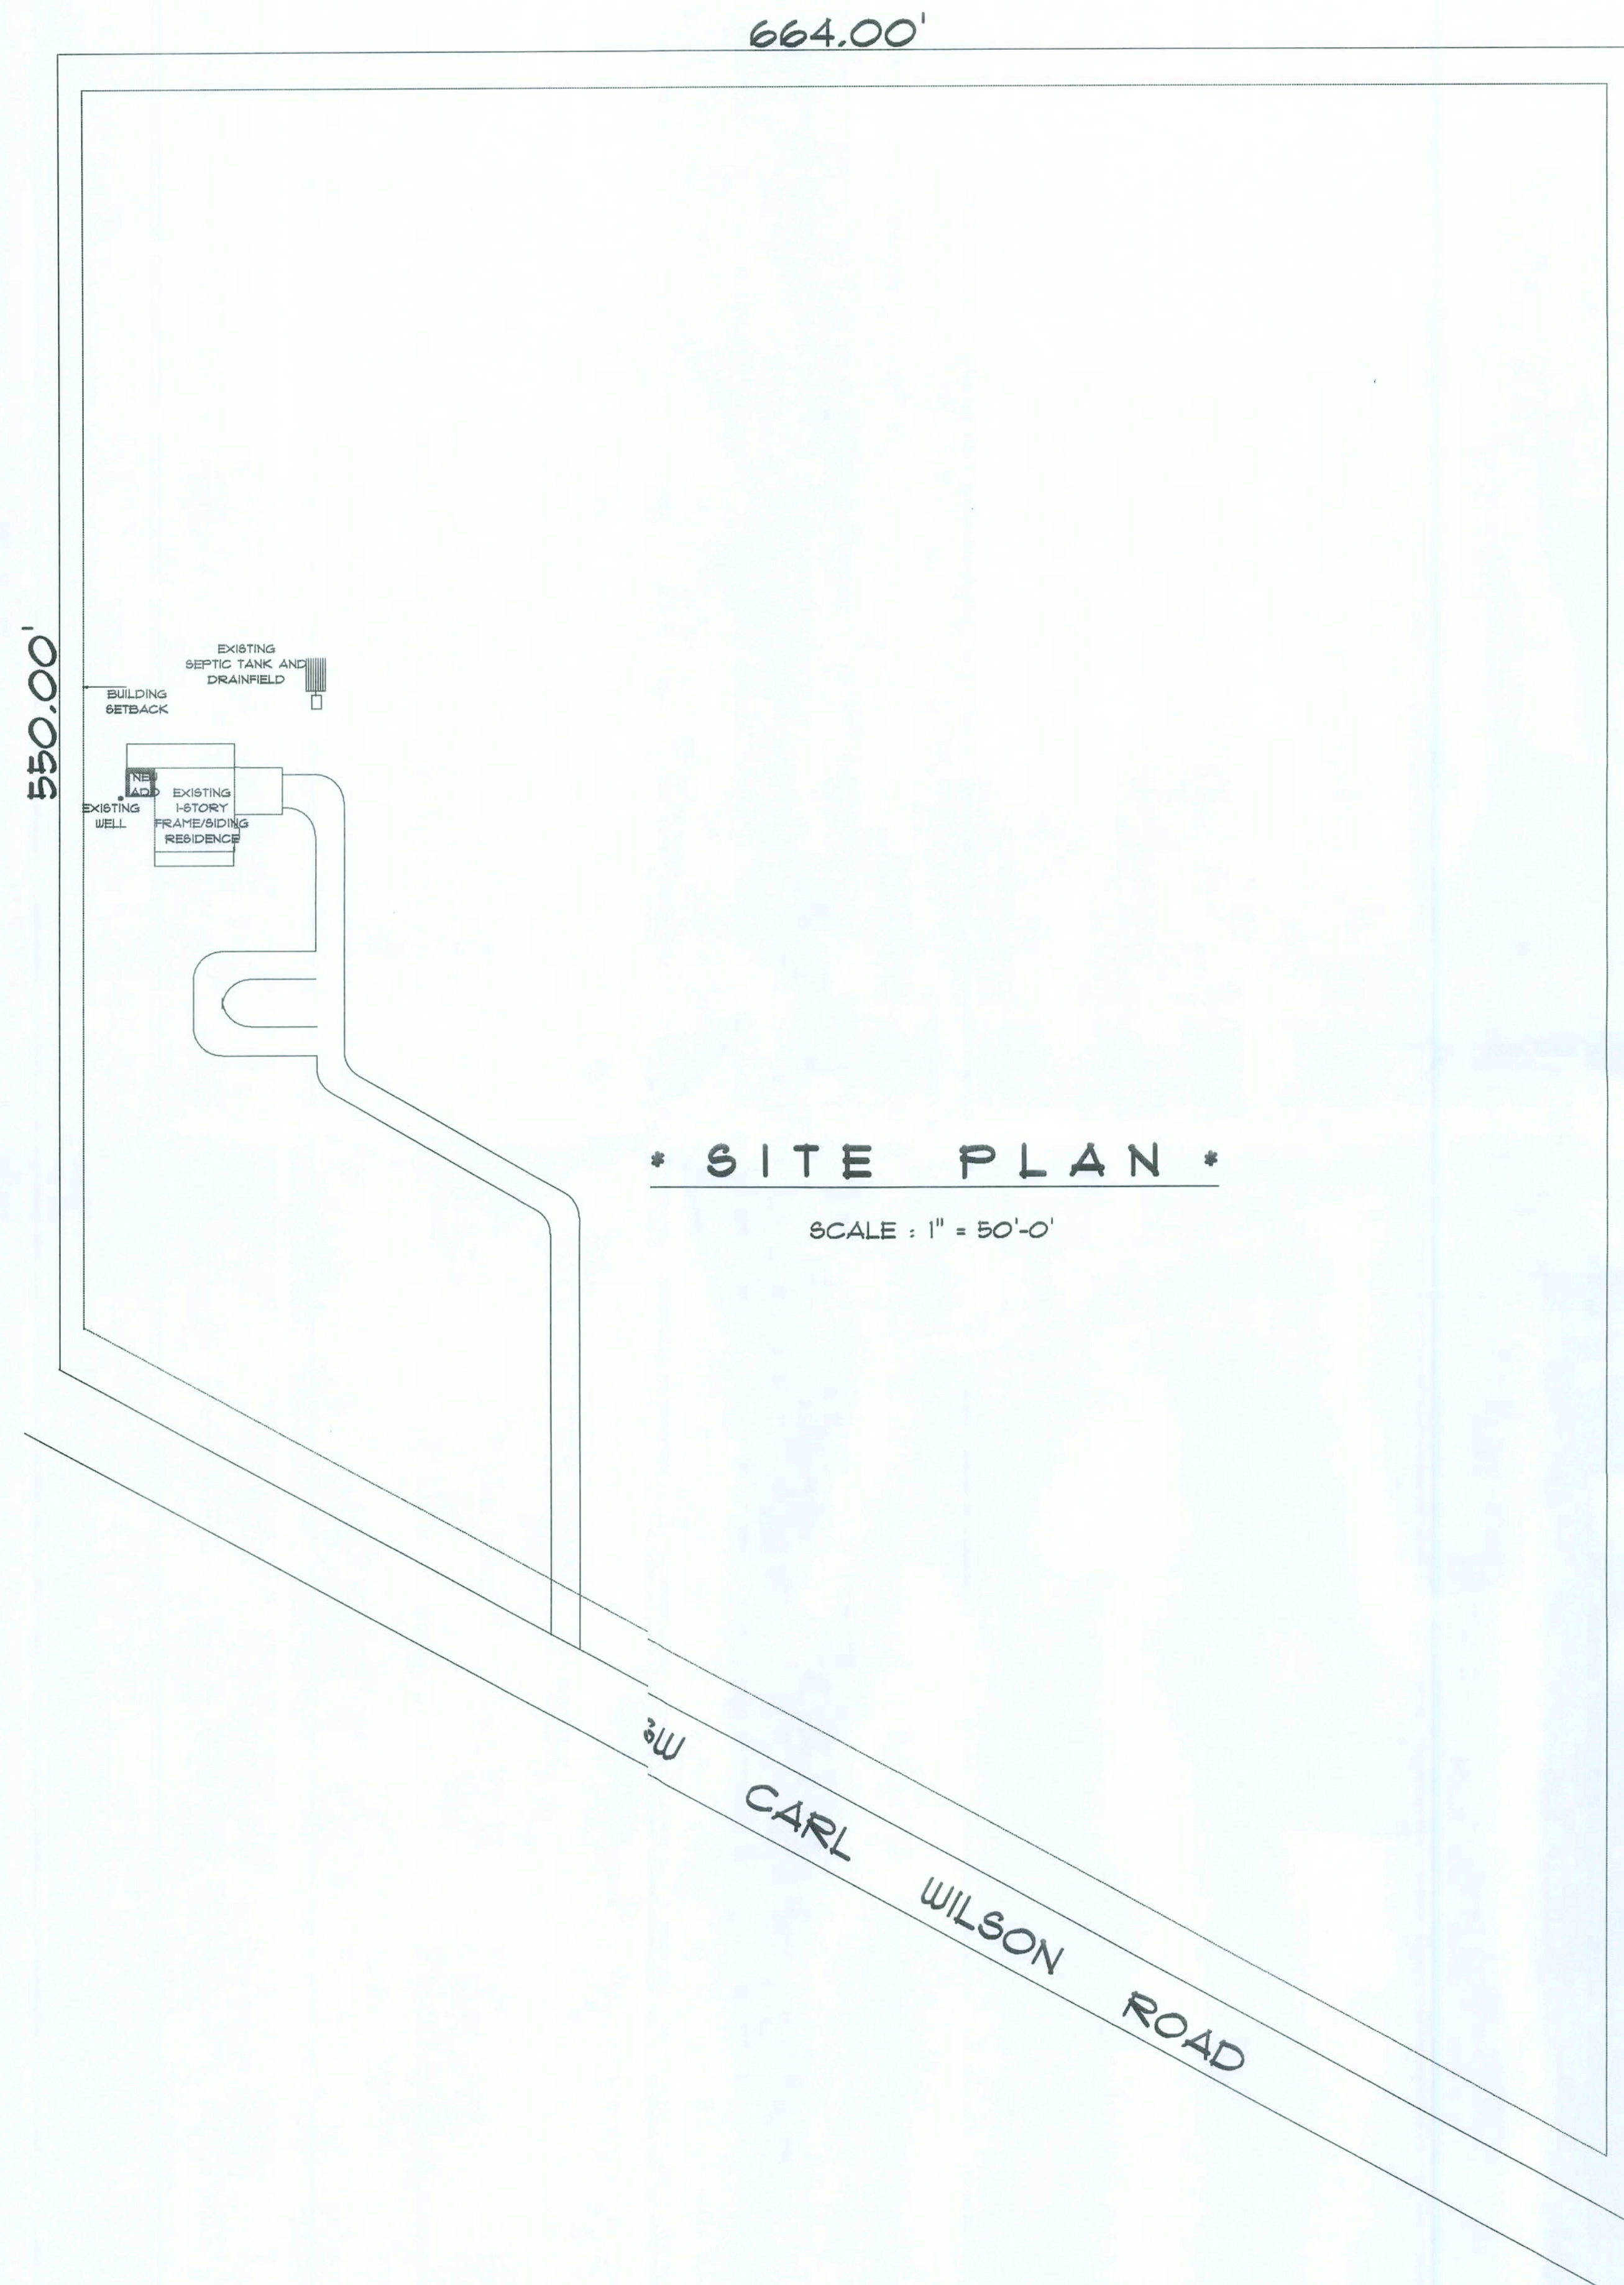 664.00'
550.00'
EXISTING
SEPTIC TANK AND
DRAINFIELD
BUILDING
SETBACK
NEW
ADD
EXISTING
WELL
EXISTING
1-STORY
FRAME/SIDING
RESIDENCE
* SITE PLAN *
SCALE : 1" = 50'-0'
CARL WILSON ROAD